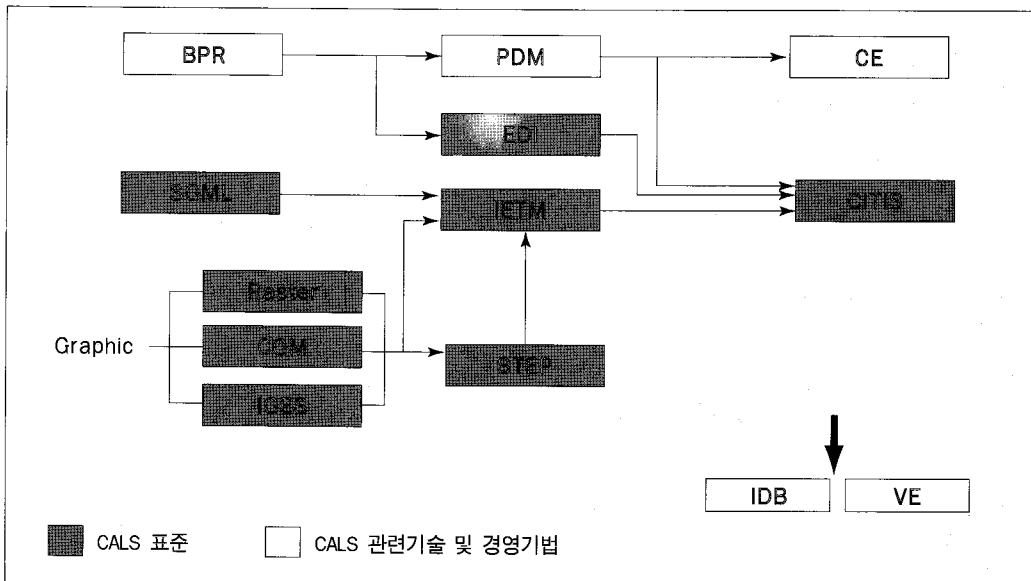 BPR
PDM
CE
EDI
SGML
IETM
CITIS
Raster
Graphic
CGM
STEP
IGES
IDB
VE
CALS 표준
CALS 관련기술 및 경영기법